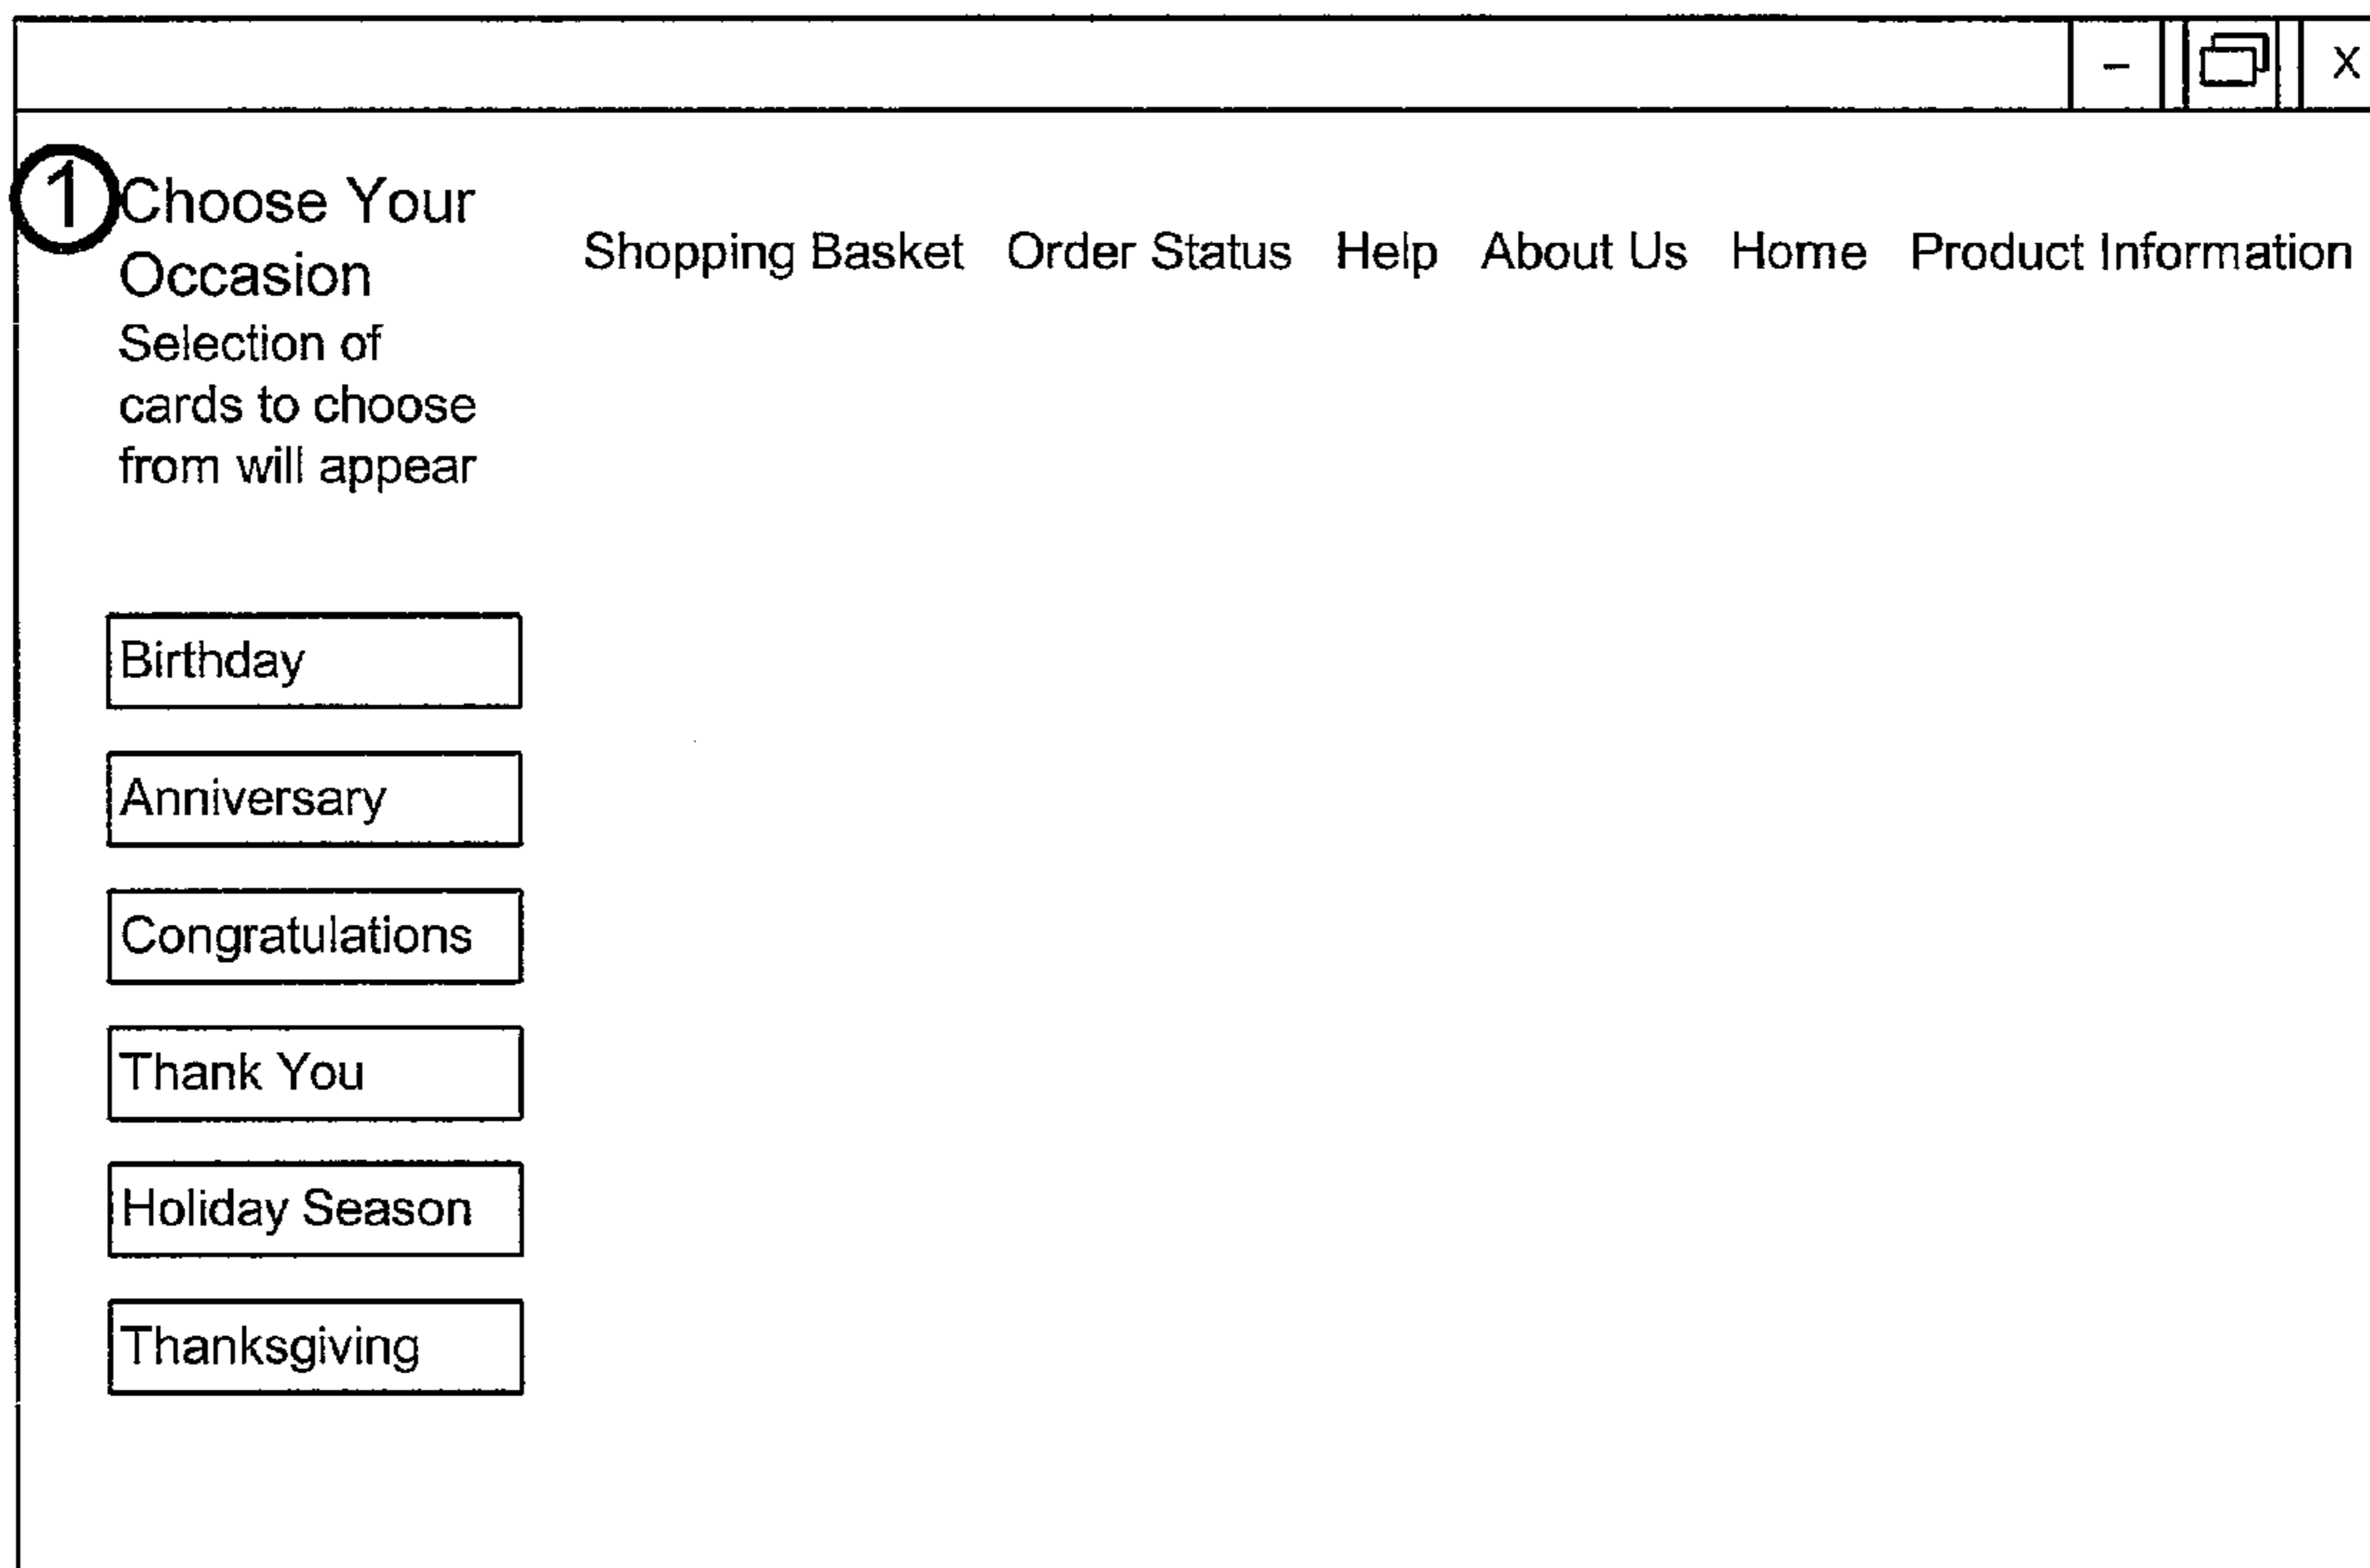 – X
1 Choose Your
Occasion
Selection of
cards to choose
from will appear
Shopping Basket Order Status Help About Us Home Product Information
Birthday
Anniversary
Congratulations
Thank You
Holiday Season
Thanksgiving